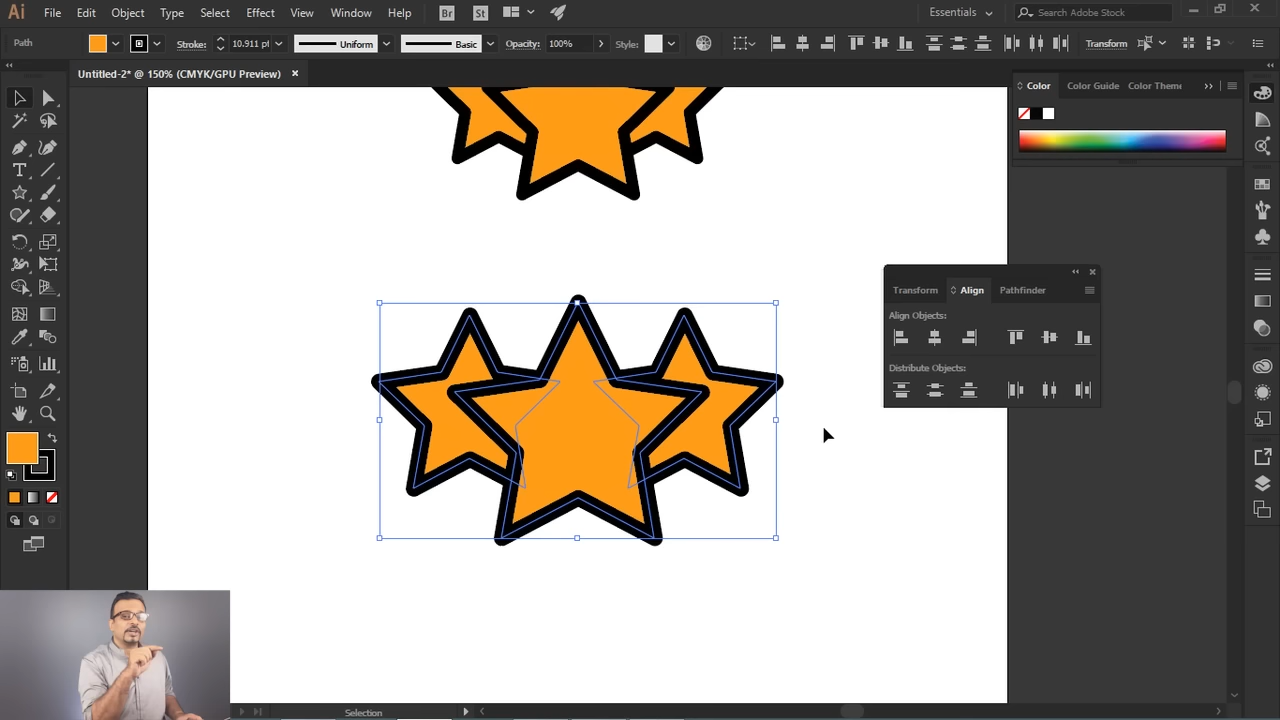 Ai File Edit Object Type Select Effect View Window Help Br St Essentials Search Adobe Stock
Path Stroke: 10.911 pt Uniform Basic Opacity: 100% Style: Transform
Untitled-2* @ 150% (CMYK/GPU Preview) ×
Color Color Guide Color Theme
Transform Align Pathfinder
Align Objects:
Distribute Objects:
Selection